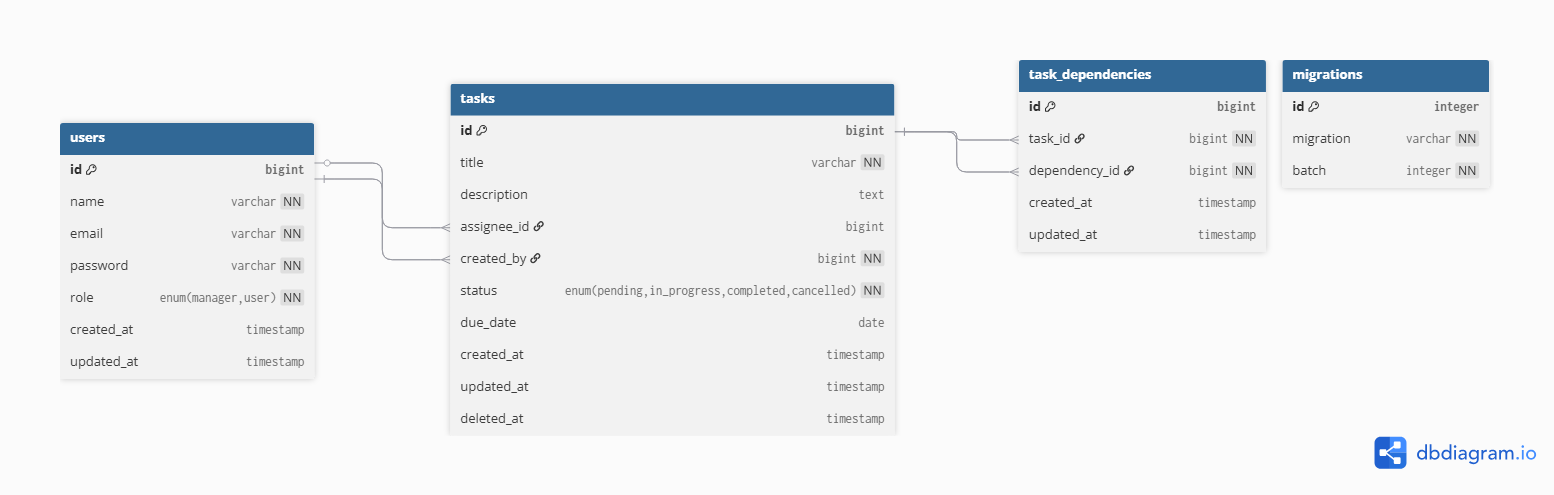 users
id bigint
name varchar NN
email varchar NN
password varchar NN
role enum(manager,user) NN
created_at timestamp
updated_at timestamp
tasks
id bigint
title varchar NN
description text
assignee_id bigint
created_by bigint NN
status enum(pending,in_progress,completed,cancelled) NN
due_date date
created_at timestamp
updated_at timestamp
deleted_at timestamp
task_dependencies
id bigint
task_id bigint NN
dependency_id bigint NN
created_at timestamp
updated_at timestamp
migrations
id integer
migration varchar NN
batch integer NN
dbdiagram.io